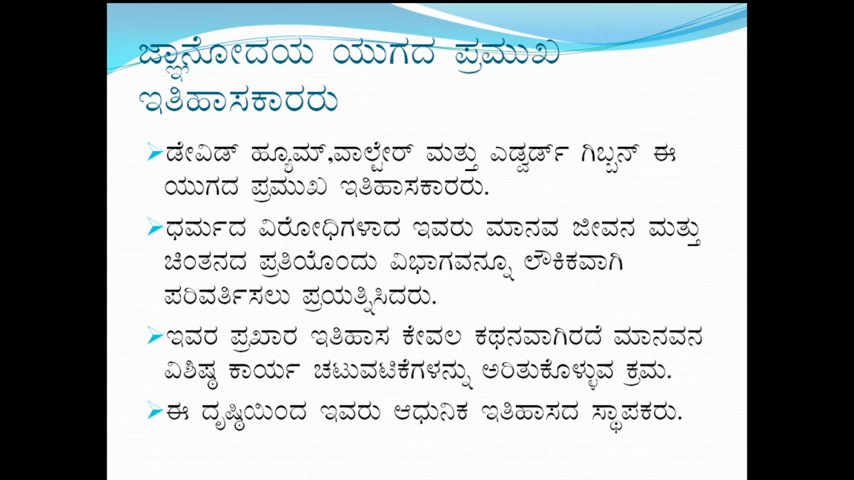 ಜ್ಞಾನೋದಯ ಯುಗದ ಪ್ರಮುಖ
ಇತಿಹಾಸಕಾರರು
ಡೇವಿಡ್ ಹ್ಯೂಮ್,ವಾಲ್ಟೇರ್ ಮತ್ತು ಎಡ್ವರ್ಡ್ ಗಿಬ್ಬನ್ ಈ
ಯುಗದ ಪ್ರಮುಖ ಇತಿಹಾಸಕಾರರು.
ಧರ್ಮದ ವಿರೋಧಿಗಳಾದ ಇವರು ಮಾನವ ಜೀವನ ಮತ್ತು
ಚಿಂತನದ ಪ್ರತಿಯೊಂದು ವಿಭಾಗವನ್ನೂ ಲೌಕಿಕವಾಗಿ
ಪರಿವರ್ತಿಸಲು ಪ್ರಯತ್ನಿಸಿದರು.
ಇವರ ಪ್ರಖಾರ ಇತಿಹಾಸ ಕೇವಲ ಕಥನವಾಗಿರದೆ ಮಾನವನ
ವಿಶಿಷ್ಠ ಕಾರ್ಯ ಚಟುವಟಿಕೆಗಳನ್ನು ಅರಿತುಕೊಳ್ಳುವ ಕ್ರಮ.
ಈ ದೃಷ್ಠಿಯಿಂದ ಇವರು ಆಧುನಿಕ ಇತಿಹಾಸದ ಸ್ಥಾಪಕರು.